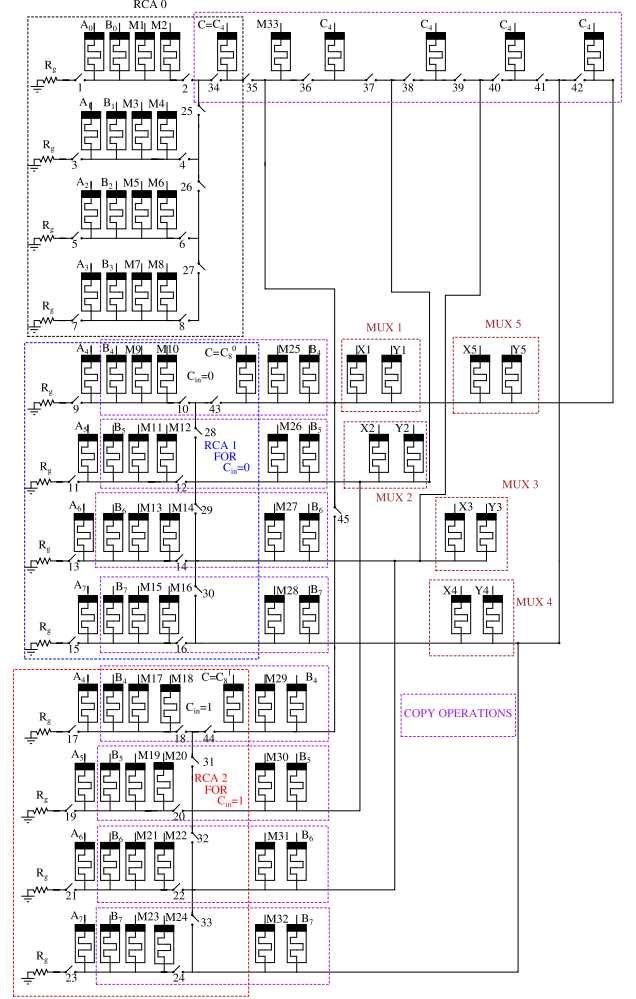 RCA 0
A0 B0 M1 M2 C=C4 M33 C4 C4 C4
Rg
1 2 34 35 36 37 38 39 40 41 42
25
A1 B1 M3 M4
Rg
3 4
26
A2 B2 M5 M6
Rg
5 6
27
A3 B3 M7 M8
Rg
7 8
MUX 1 MUX 5
A4 B4 M9 M10 C=C8^0 M25 B4 X1 Y1 X5 Y5
Cin=0
Rg
9 10 43
28
A5 B5 M11 M12 M26 B5 X2 Y2
RCA 1
FOR
Cin=0
Rg
11 12
MUX 2 MUX 3
29
A6 B6 M13 M14 M27 B6 X3 Y3
45
Rg
13 14
30
A7 B7 M15 M16 M28 B7 X4 Y4
MUX 4
Rg
15 16
A4 B4 M17 M18 C=C8^1 M29 B4
Cin=1
COPY OPERATIONS
Rg
17 18 44
31
A5 B5 M19 M20 M30 B5
RCA 2
FOR
Cin=1
Rg
19 20
32
A6 B6 M21 M22 M31 B6
Rg
21 22
33
A7 B7 M23 M24 M32 B7
Rg
23 24